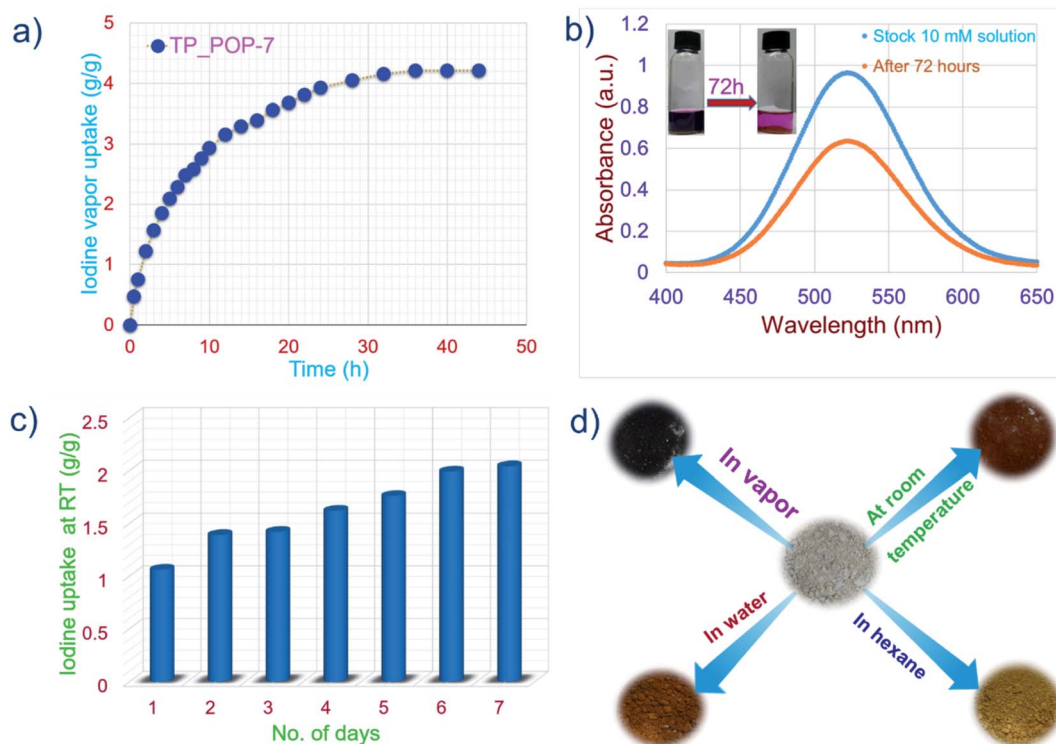 a)
Iodine vapor uptake (g/g)
5
4
3
2
1
0
TP_POP-7
0 10 20 30 40 50
Time (h)
b)
Absorbance (a.u.)
1.2
1
0.8
0.6
0.4
0.2
0
Stock 10 mM solution
After 72 hours
72h
400 450 500 550 600 650
Wavelength (nm)
c)
Iodine uptake at RT (g/g)
2.5
2
1.5
1
0.5
0
1 2 3 4 5 6 7
No. of days
d)
In vapor
At room
temperature
In water
In hexane